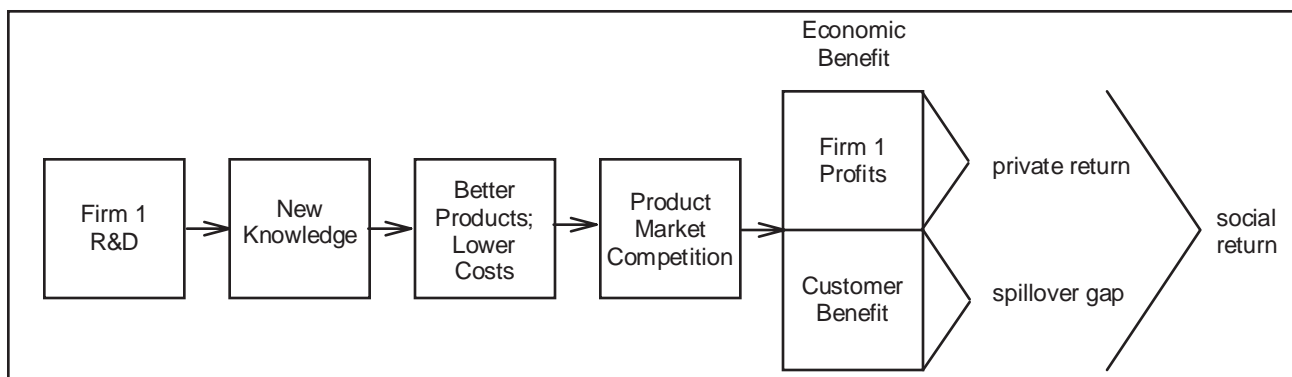 Economic
Benefit
Firm 1
R&D
New
Knowledge
Better
Products;
Lower
Costs
Product
Market
Competition
Firm 1
Profits
Customer
Benefit
private return
spillover gap
social
return